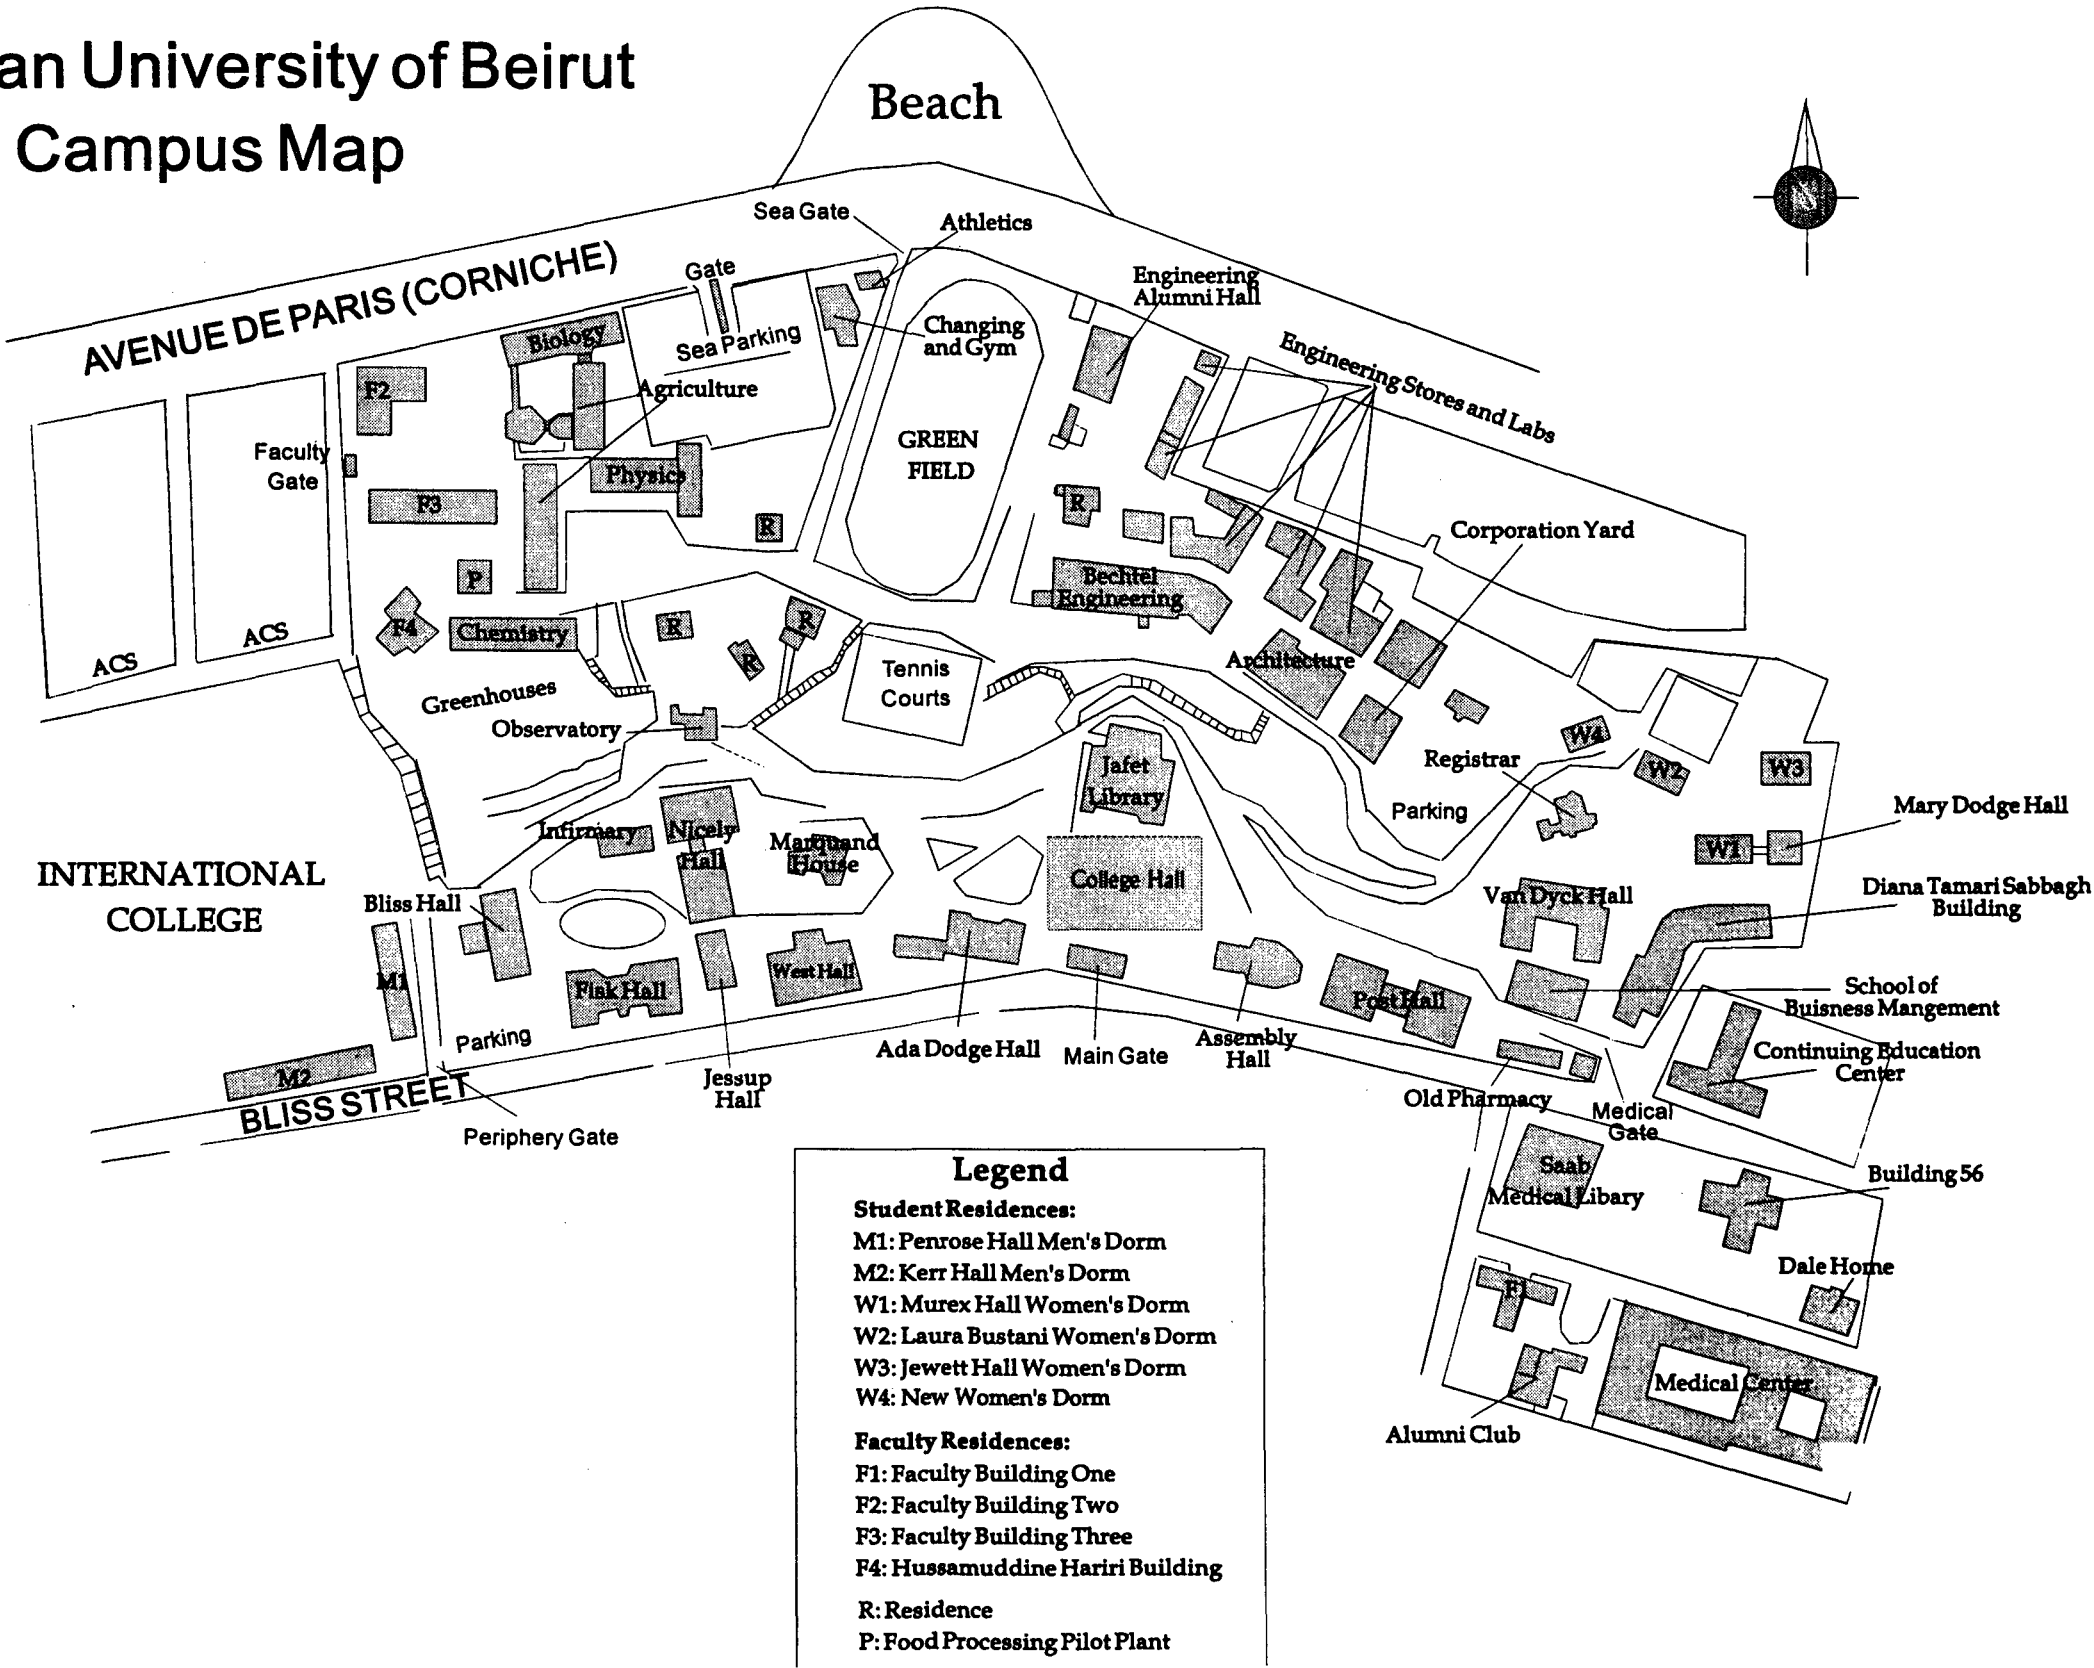 an University of Beirut
Campus Map
Beach
N
Sea Gate
Athletics
AVENUE DE PARIS (CORNICHE)
Gate
Engineering
Alumni Hall
Biology
Sea Parking
Changing
and Gym
Engineering Stores and Labs
F2
Agriculture
GREEN
FIELD
Faculty
Gate
Physics
F3
R
R
Corporation Yard
P
Bechtel
Engineering
F4
Chemistry
R
R
R
ACS
ACS
Architecture
Tennis
Courts
Greenhouses
Observatory
W4
Registrar
W2
W3
Jafet
Library
Parking
Mary Dodge Hall
Infirmary
Nicely
Hall
Marquand
House
W1
INTERNATIONAL
COLLEGE
College Hall
Van Dyck Hall
Diana Tamari Sabbagh
Building
Bliss Hall
M1
Fisk Hall
West Hall
Post Hall
School of
Buisness Mangement
Parking
Ada Dodge Hall
Main Gate
Assembly
Hall
Continuing Education
Center
M2
BLISS STREET
Jessup
Hall
Old Pharmacy
Medical
Gate
Periphery Gate
Saab
Medical Libary
Building 56
Dale Home
F1
Medical Center
Alumni Club
Legend
Student Residences:
M1: Penrose Hall Men's Dorm
M2: Kerr Hall Men's Dorm
W1: Murex Hall Women's Dorm
W2: Laura Bustani Women's Dorm
W3: Jewett Hall Women's Dorm
W4: New Women's Dorm
Faculty Residences:
F1: Faculty Building One
F2: Faculty Building Two
F3: Faculty Building Three
F4: Hussamuddine Hariri Building
R: Residence
P: Food Processing Pilot Plant